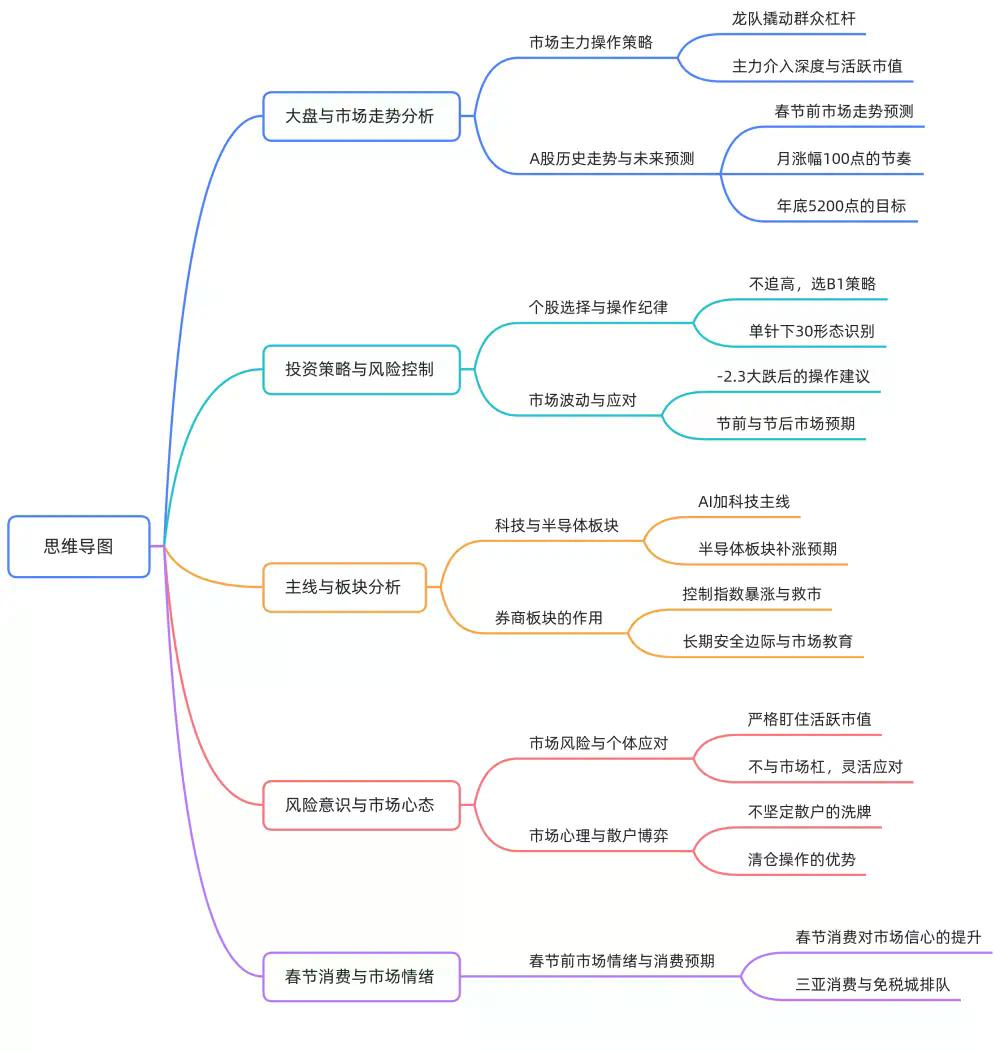 思维导图
大盘与市场走势分析
市场主力操作策略
龙队撬动群众杠杆
主力介入深度与活跃市值
A股历史走势与未来预测
春节前市场走势预测
月涨幅100点的节奏
年底5200点的目标
投资策略与风险控制
个股选择与操作纪律
不追高，选B1策略
单针下30形态识别
市场波动与应对
-2.3大跌后的操作建议
节前与节后市场预期
主线与板块分析
科技与半导体板块
AI加科技主线
半导体板块补涨预期
券商板块的作用
控制指数暴涨与救市
长期安全边际与市场教育
风险意识与市场心态
市场风险与个体应对
严格盯住活跃市值
不与市场杠，灵活应对
市场心理与散户博弈
不坚定散户的洗牌
清仓操作的优势
春节消费与市场情绪
春节前市场情绪与消费预期
春节消费对市场信心的提升
三亚消费与免税城排队